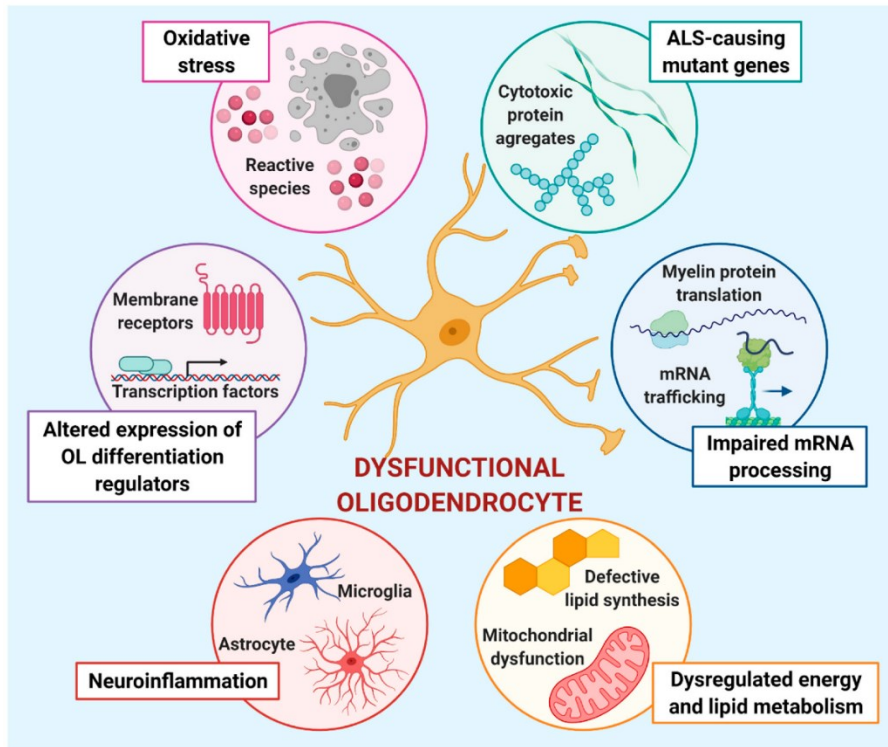 Oxidative
stress
Reactive
species
ALS-causing
mutant genes
Cytotoxic
protein
agregates
Membrane
receptors
Transcription factors
Altered expression of
OL differentiation
regulators
Myelin protein
translation
mRNA
trafficking
Impaired mRNA
processing
DYSFUNCTIONAL
OLIGODENDROCYTE
Microglia
Astrocyte
Neuroinflammation
Defective
lipid synthesis
Mitochondrial
dysfunction
Dysregulated energy
and lipid metabolism